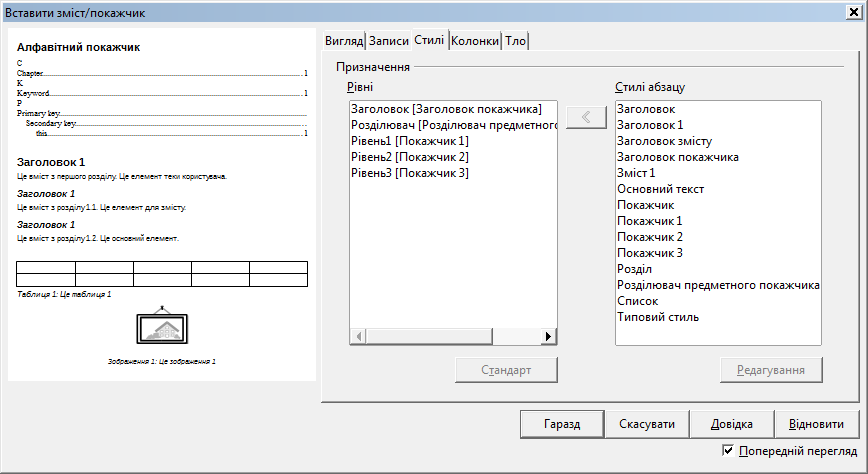 Вставити зміст/покажчик
Алфавітний покажчик
C
Chapter 1
K
Keyword 1
P
Primary key
Secondary key
this 1
Заголовок 1
Це вміст з першого розділу. Це елемент теки користувача.
Заголовок 1
Це вміст з розділу1.1. Це елемент для змісту.
Заголовок 1
Це вміст з розділу1.2. Це основний елемент.
Таблиця 1: Це таблиця 1
Зображення 1: Це зображення 1
Вигляд Записи Стилі Колонки Тло
Призначення
Рівні
Заголовок [Заголовок покажчика]
Розділювач [Розділювач предметного
Рівень1 [Покажчик 1]
Рівень2 [Покажчик 2]
Рівень3 [Покажчик 3]
Стандарт
Стилі абзацу
Заголовок
Заголовок 1
Заголовок змісту
Заголовок покажчика
Зміст 1
Основний текст
Покажчик
Покажчик 1
Покажчик 2
Покажчик 3
Розділ
Розділювач предметного покажчика
Список
Типовий стиль
Редагування
Гаразд Скасувати Довідка Відновити
Попередній перегляд